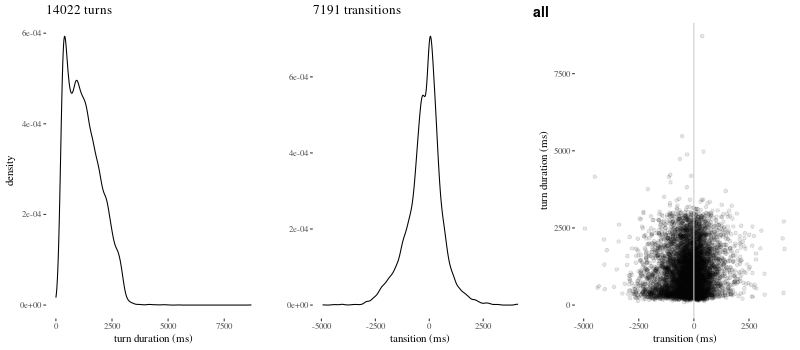 14022 turns
6e−04
4e−04
2e−04
0e+00
density
0
2500
5000
7500
turn duration (ms)
7191 transitions
6e−04
4e−04
2e−04
0e+00
-5000
-2500
0
2500
tansition (ms)
all
7500
5000
2500
0
turn duration (ms)
-5000
-2500
0
2500
transition (ms)